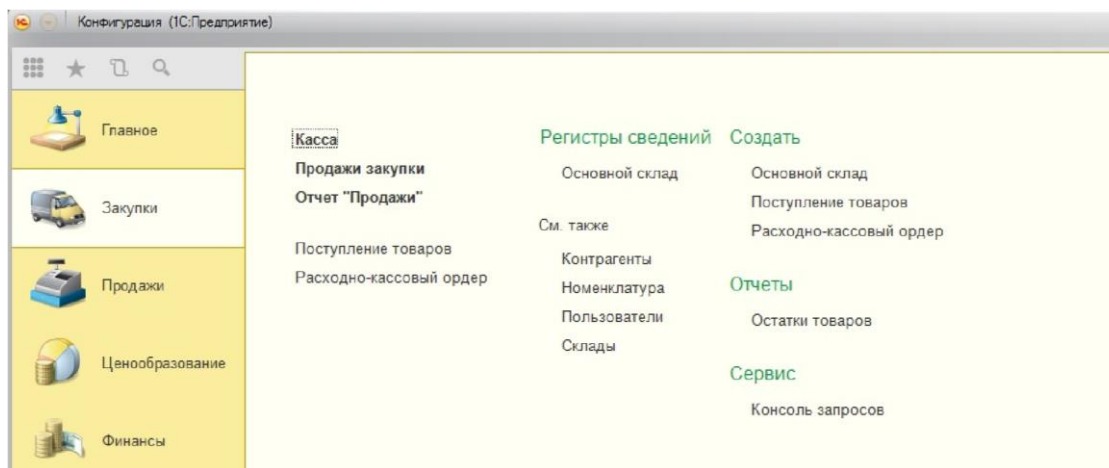 Конфигурация (1С:Предприятие)
Главное
Закупки
Продажи
Ценообразование
Финансы
Касса
Продажи закупки
Отчет "Продажи"
Поступление товаров
Расходно-кассовый ордер
Регистры сведений
Основной склад
См. также
Контрагенты
Номенклатура
Пользователи
Склады
Создать
Основной склад
Поступление товаров
Расходно-кассовый ордер
Отчеты
Остатки товаров
Сервис
Консоль запросов